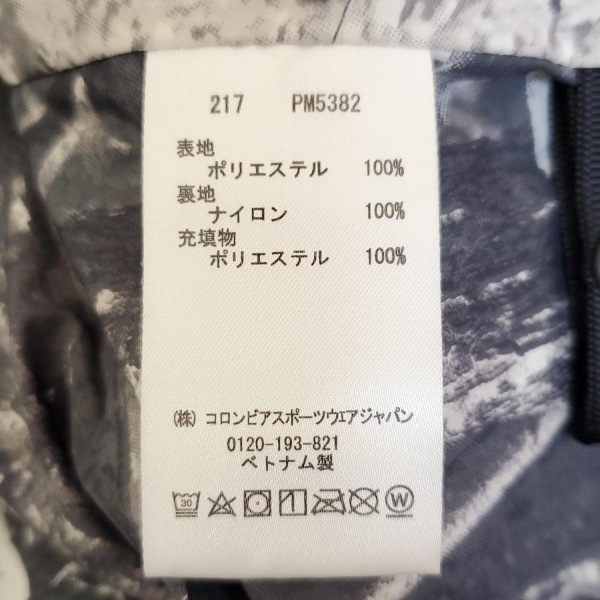 217 PM5382
表地
ポリエステル 100%
裏地
ナイロン 100%
充填物
ポリエステル 100%
(株) コロンビアスポーツウェアジャパン
0120-193-821
ベトナム製
30 W